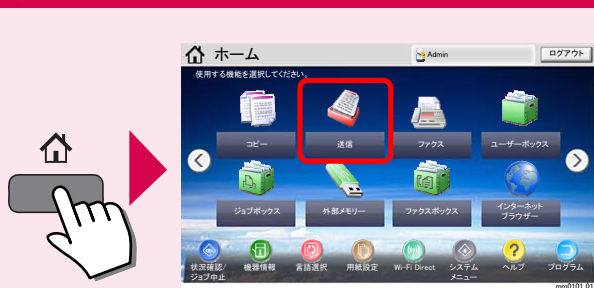 ホーム
Admin
ログアウト
使用する機能を選択してください。
コピー
送信
ファクス
ユーザーボックス
ジョブボックス
外部メモリー
ファクスボックス
インターネット
ブラウザー
状況確認/
ジョブ中止
機器情報
言語選択
用紙設定
Wi-Fi Direct
システム
メニュー
ヘルプ
プログラム
mm0101_01